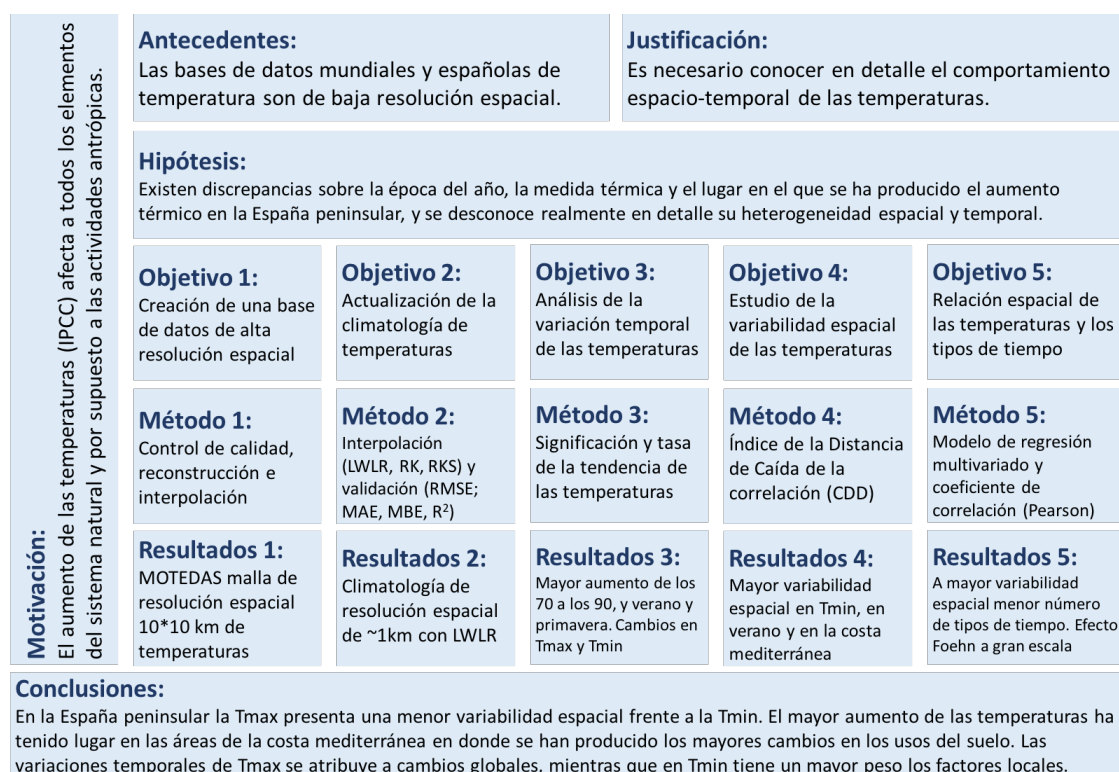 Motivación:
El aumento de las temperaturas (IPCC) afecta a todos los elementos
del sistema natural y por supuesto a las actividades antrópicas.
Antecedentes:
Las bases de datos mundiales y españolas de
temperatura son de baja resolución espacial.
Justificación:
Es necesario conocer en detalle el comportamiento
espacio-temporal de las temperaturas.
Hipótesis:
Existen discrepancias sobre la época del año, la medida térmica y el lugar en el que se ha producido el aumento
térmico en la España peninsular, y se desconoce realmente en detalle su heterogeneidad espacial y temporal.
Objetivo 1:
Creación de una base
de datos de alta
resolución espacial
Objetivo 2:
Actualización de la
climatología de
temperaturas
Objetivo 3:
Análisis de la
variación temporal
de las temperaturas
Objetivo 4:
Estudio de la
variabilidad espacial
de las temperaturas
Objetivo 5:
Relación espacial de
las temperaturas y los
tipos de tiempo
Método 1:
Control de calidad,
reconstrucción e
interpolación
Método 2:
Interpolación
(LWLR, RK, RKS) y
validación (RMSE;
MAE, MBE, R²)
Método 3:
Significación y tasa
de la tendencia de
las temperaturas
Método 4:
Índice de la Distancia
de Caída de la
correlación (CDD)
Método 5:
Modelo de regresión
multivariado y
coeficiente de
correlación (Pearson)
Resultados 1:
MOTEDAS malla de
resolución espacial
10*10 km de
temperaturas
Resultados 2:
Climatología de
resolución espacial
de ~1km con LWLR
Resultados 3:
Mayor aumento de los
70 a los 90, y verano y
primavera. Cambios en
Tmax y Tmin
Resultados 4:
Mayor variabilidad
espacial en Tmin, en
verano y en la costa
mediterránea
Resultados 5:
A mayor variabilidad
espacial menor número
de tipos de tiempo. Efecto
Foehn a gran escala
Conclusiones:
En la España peninsular la Tmax presenta una menor variabilidad espacial frente a la Tmin. El mayor aumento de las temperaturas ha
tenido lugar en las áreas de la costa mediterránea en donde se han producido los mayores cambios en los usos del suelo. Las
variaciones temporales de Tmax se atribuye a cambios globales, mientras que en Tmin tiene un mayor peso los factores locales.